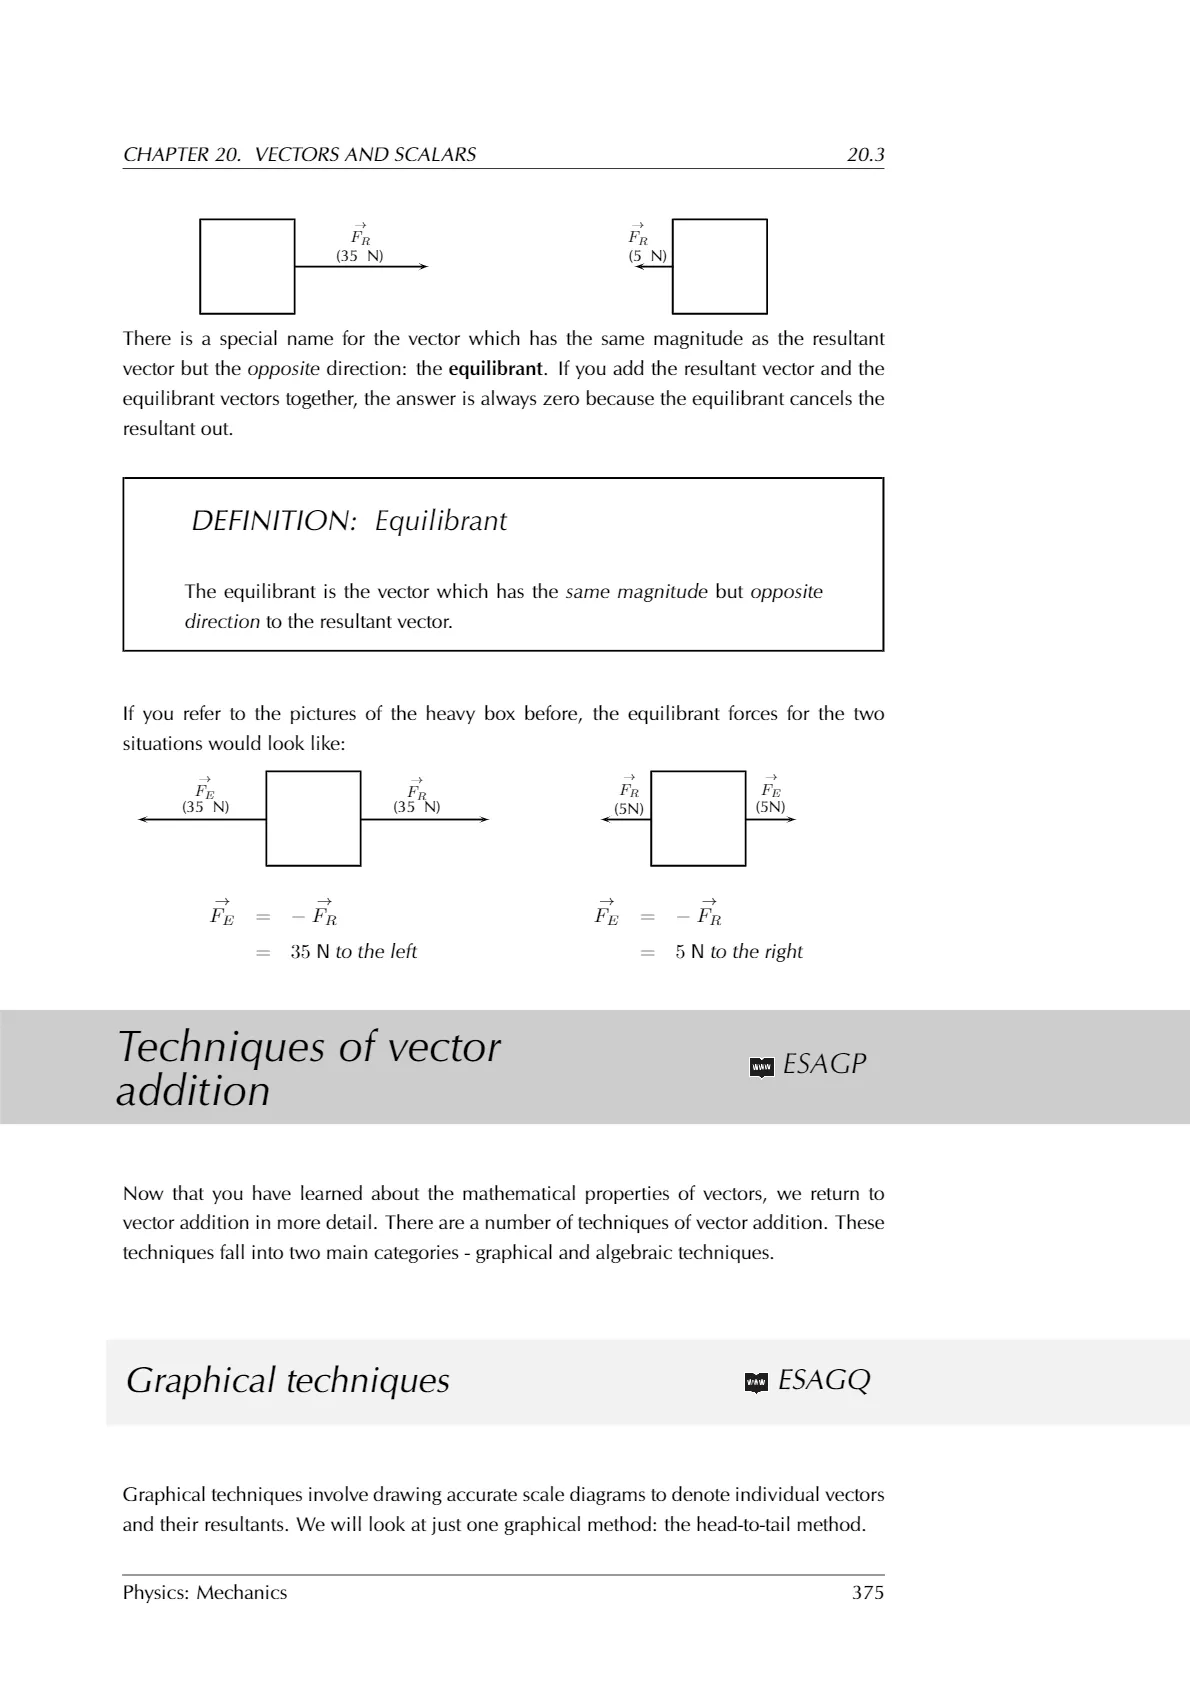 CHAPTER 20. VECTORS AND SCALARS 20.3
→ →
F_R F_R
(35 N) (5 N)
There is a special name for the vector which has the same magnitude as the resultant
vector but the opposite direction: the equilibrant. If you add the resultant vector and the
equilibrant vectors together, the answer is always zero because the equilibrant cancels the
resultant out.
DEFINITION: Equilibrant
The equilibrant is the vector which has the same magnitude but opposite
direction to the resultant vector.
If you refer to the pictures of the heavy box before, the equilibrant forces for the two
situations would look like:
→ → → →
F_E F_R F_R F_E
(35 N) (35 N) (5N) (5N)
→ → → →
F_E = − F_R F_E = − F_R
= 35 N to the left = 5 N to the right
Techniques of vector
addition
www ESAGP
Now that you have learned about the mathematical properties of vectors, we return to
vector addition in more detail. There are a number of techniques of vector addition. These
techniques fall into two main categories - graphical and algebraic techniques.
Graphical techniques www ESAGQ
Graphical techniques involve drawing accurate scale diagrams to denote individual vectors
and their resultants. We will look at just one graphical method: the head-to-tail method.
Physics: Mechanics 375